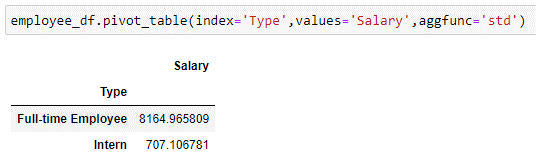 employee_df.pivot_table(index='Type',values='Salary',aggfunc='std')
Salary
Type
Full-time Employee 8164.965809
Intern 707.106781